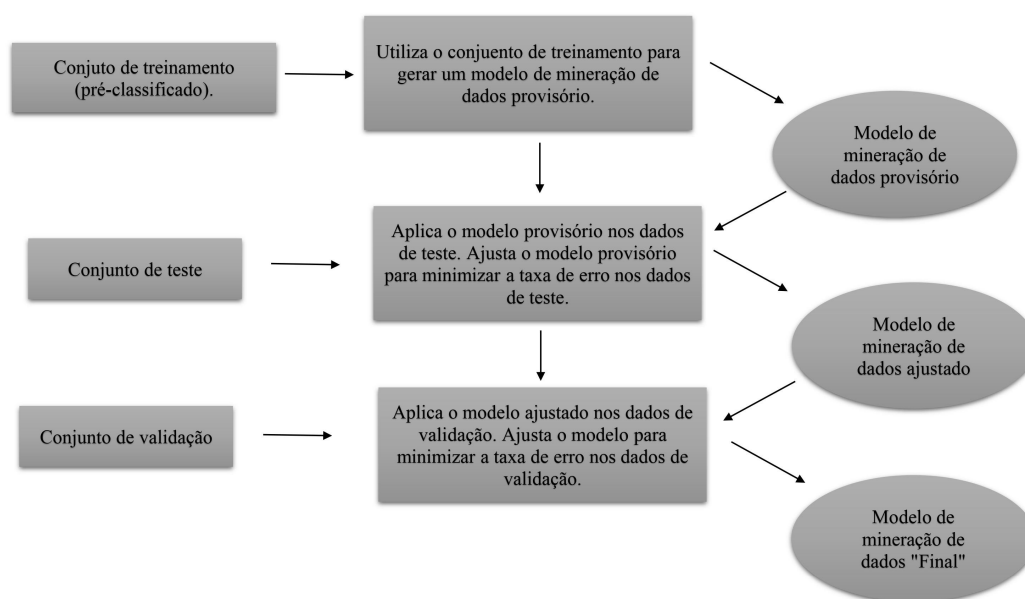 Conjuto de treinamento
(pré-classificado).
Utiliza o conjuento de treinamento para
gerar um modelo de mineração de
dados provisório.
Modelo de
mineração de
dados provisório
Conjunto de teste
Aplica o modelo provisório nos dados
de teste. Ajusta o modelo provisório
para minimizar a taxa de erro nos dados
de teste.
Modelo de
mineração de
dados ajustado
Conjunto de validação
Aplica o modelo ajustado nos dados de
validação. Ajusta o modelo para
minimizar a taxa de erro nos dados de
validação.
Modelo de
mineração de
dados "Final"